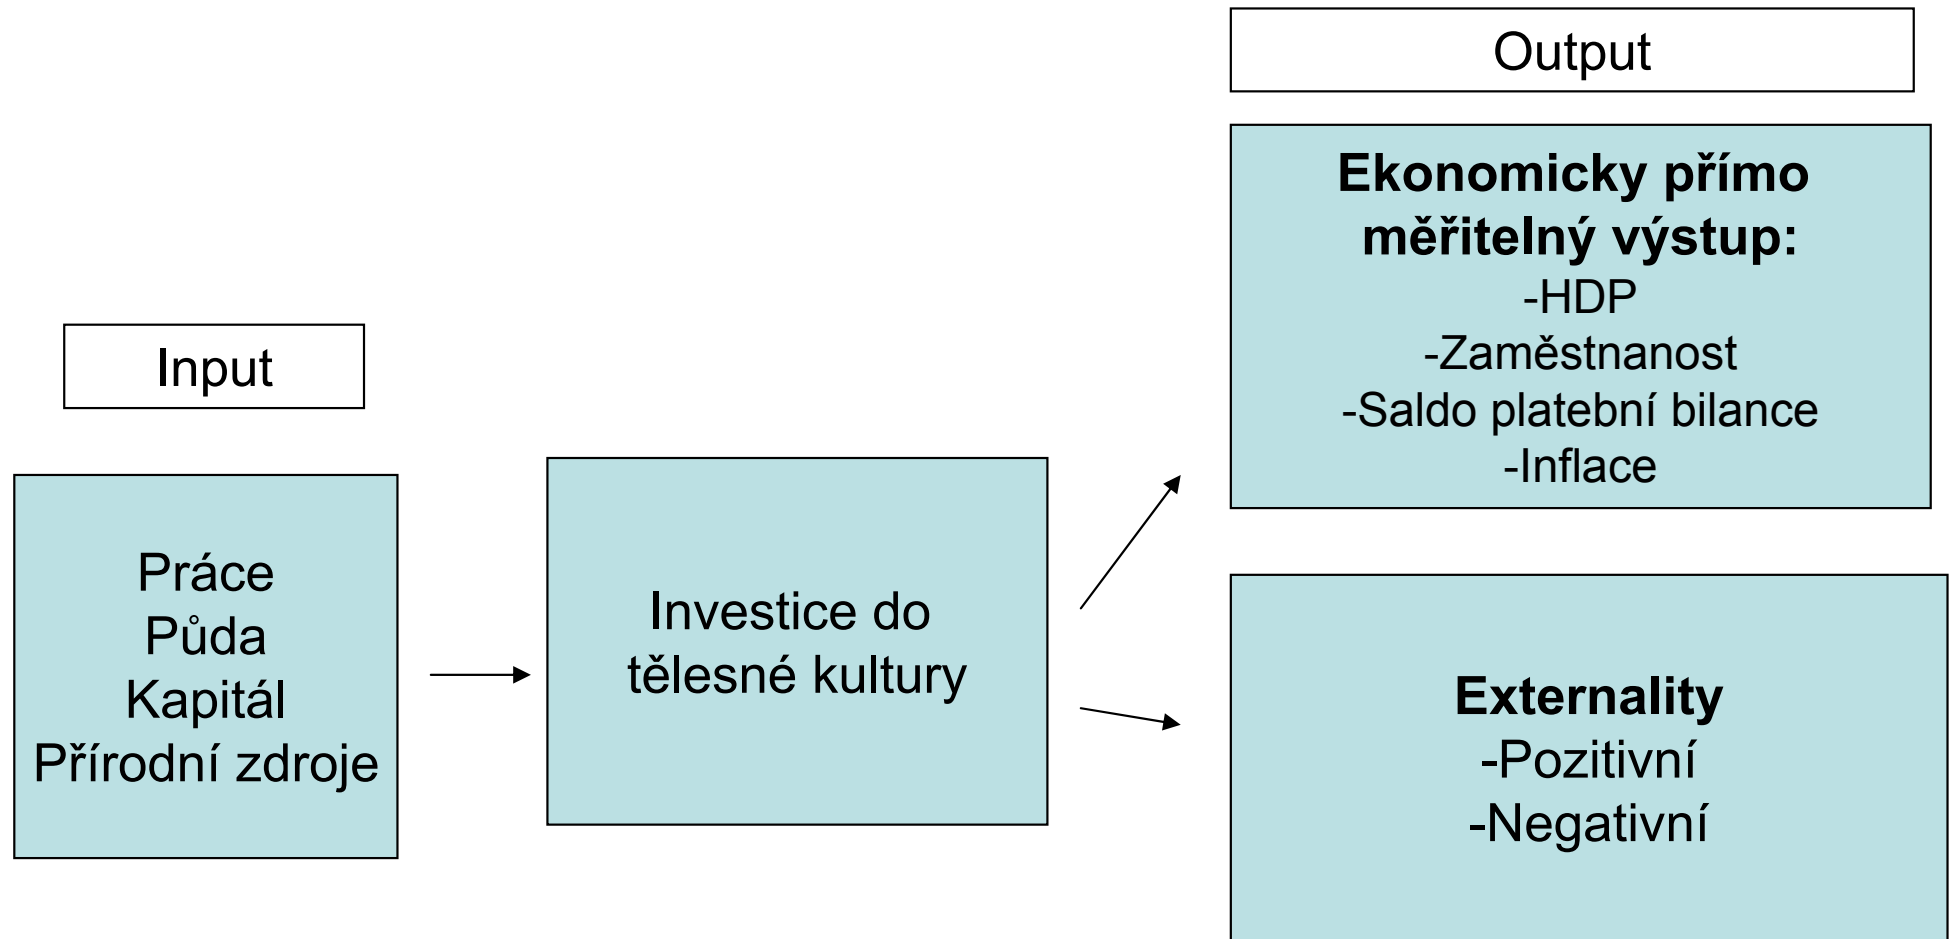 Input
Práce
Půda
Kapitál
Přírodní zdroje
Investice do
tělesné kultury
Output
Ekonomicky přímo
měřitelný výstup:
-HDP
-Zaměstnanost
-Saldo platební bilance
-Inflace
Externality
-Pozitivní
-Negativní